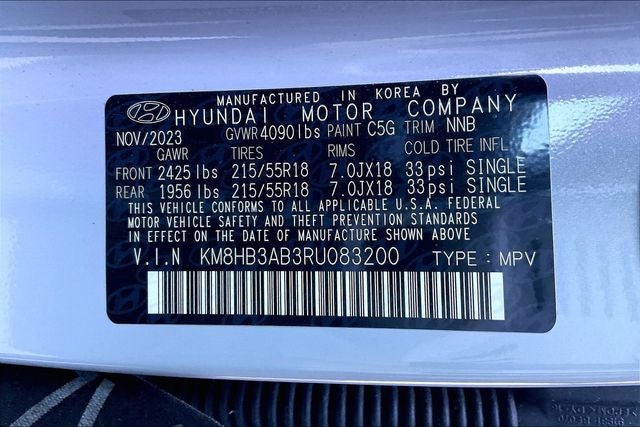 MANUFACTURED IN KOREA BY
HYUNDAI MOTOR COMPANY
NOV/2023 GVWR 4090lbs PAINT C5G TRIM NNB
GAWR TIRES RIMS COLD TIRE INFL
FRONT 2425 lbs 215/55R18 7.0JX18 33psi SINGLE
REAR 1956 lbs 215/55R18 7.0JX18 33psi SINGLE
THIS VEHICLE CONFORMS TO ALL APPLICABLE U.S.A. FEDERAL
MOTOR VEHICLE SAFETY AND THEFT PREVENTION STANDARDS
IN EFFECT ON THE DATE OF MANUFACTURE SHOWN ABOVE
V.I.N KM8HB3AB3RU083200 TYPE : MPV